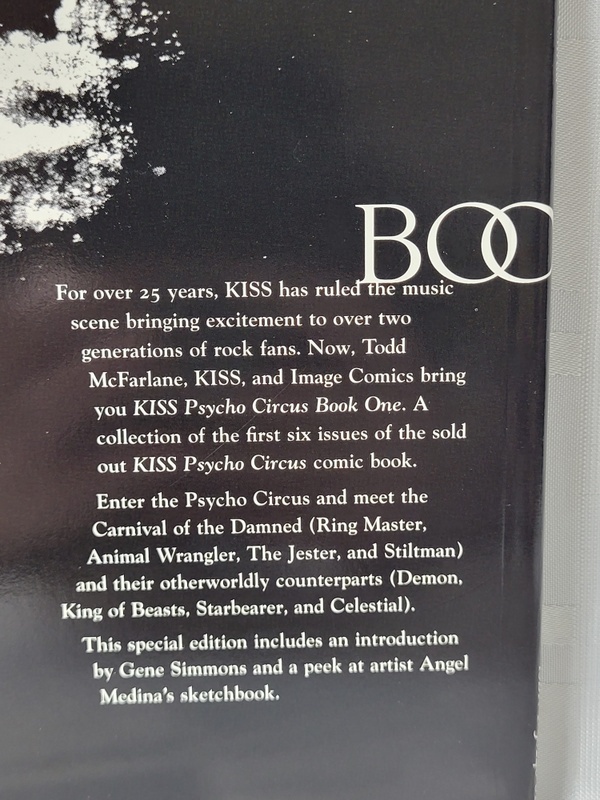 BOO
For over 25 years, KISS has ruled the music
scene bringing excitement to over two
generations of rock fans. Now, Todd
McFarlane, KISS, and Image Comics bring
you KISS Psycho Circus Book One. A
collection of the first six issues of the sold
out KISS Psycho Circus comic book.
Enter the Psycho Circus and meet the
Carnival of the Damned (Ring Master,
Animal Wrangler, The Jester, and Stiltman)
and their otherworldly counterparts (Demon,
King of Beasts, Starbearer, and Celestial).
This special edition includes an introduction
by Gene Simmons and a peek at artist Angel
Medina's sketchbook.